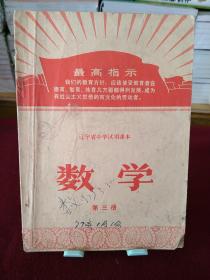 最高指示
我们的教育方针，应该使受教育者在
德育、智育、体育几方面都得到发展，成为
有社会主义觉悟的有文化的劳动者。
辽宁省中学试用课本
数学
第三册